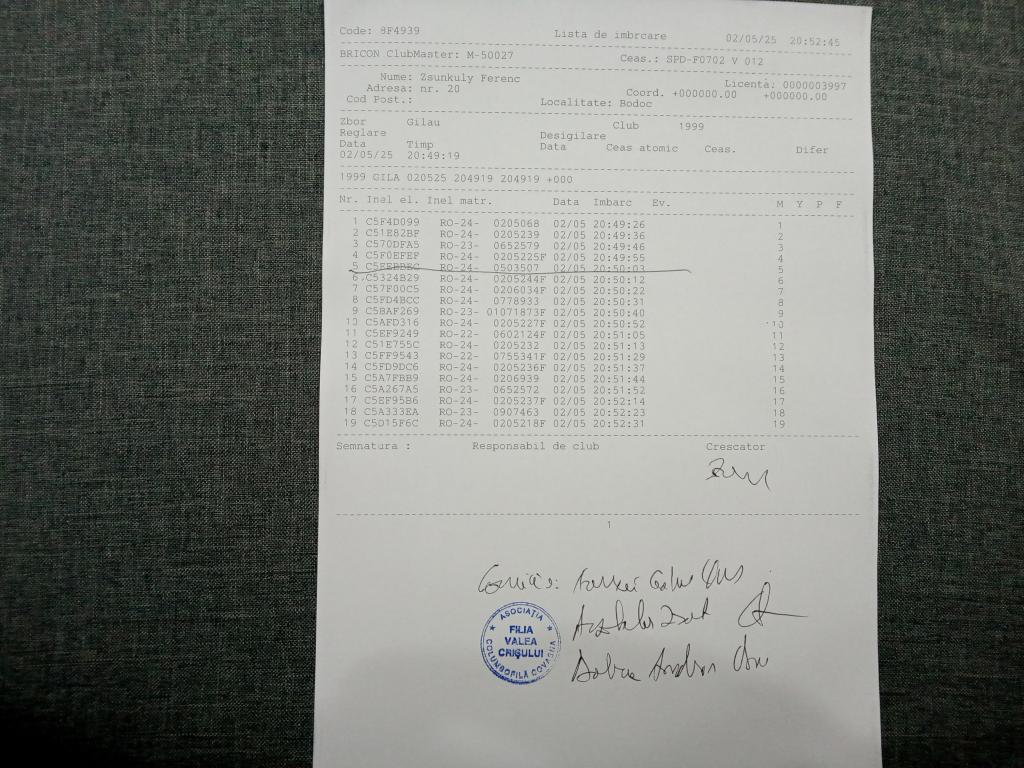 Code: 8F4939 Lista de imbrcare 02/05/25 20:52:45
BRICON ClubMaster: M-50027 Ceas.: SPD-F0702 V 012
Nume: Zsunkuly Ferenc Licenta: 0000003997
Adresa: nr. 20 Coord. +000000.00 +000000.00
Cod Post.: Localitate: Bodoc
Zbor Gilau Club 1999
Reglare Desigilare
Data Timp Data Ceas atomic Ceas. Difer
02/05/25 20:49:19
1999 GILA 020525 204919 204919 +000
Nr. Inel el. Inel matr. Data Imbarc Ev. M Y P F
1 C5F4D099 RO-24- 0205068 02/05 20:49:26 1
2 C51E82BF RO-24- 0205239 02/05 20:49:36 2
3 C570DFA5 RO-23- 0652579 02/05 20:49:46 3
4 C5F0EFEF RO-24- 0205225F 02/05 20:49:55 4
5 C5EEBBEC RO-24- 0503507 02/05 20:50:03 5
6 C5324B29 RO-24- 0205244F 02/05 20:50:12 6
7 C57F00C5 RO-24- 0206034F 02/05 20:50:22 7
8 C5FD4BCC RO-24- 0778933 02/05 20:50:31 8
9 C5BAF269 RO-23- 01071873F 02/05 20:50:40 9
10 C5AFD316 RO-24- 0205227F 02/05 20:50:52 10
11 C5EF9249 RO-22- 0602124F 02/05 20:51:05 11
12 C51E755C RO-24- 0205232 02/05 20:51:13 12
13 C5FF9543 RO-22- 0755341F 02/05 20:51:29 13
14 C5FD9DC6 RO-24- 0205236F 02/05 20:51:37 14
15 C5A7FBB9 RO-24- 0206939 02/05 20:51:44 15
16 C5A267A5 RO-23- 0652572 02/05 20:51:52 16
17 C5EF95B6 RO-24- 0205237F 02/05 20:52:14 17
18 C5A333EA RO-23- 0907463 02/05 20:52:23 18
19 C5D15F6C RO-24- 0205218F 02/05 20:52:31 19
Semnatura : Responsabil de club Crescator
1
ASOCIAȚIA
FILIA
VALEA
CRIȘULUI
COLUMBOFILĂ COVASNA